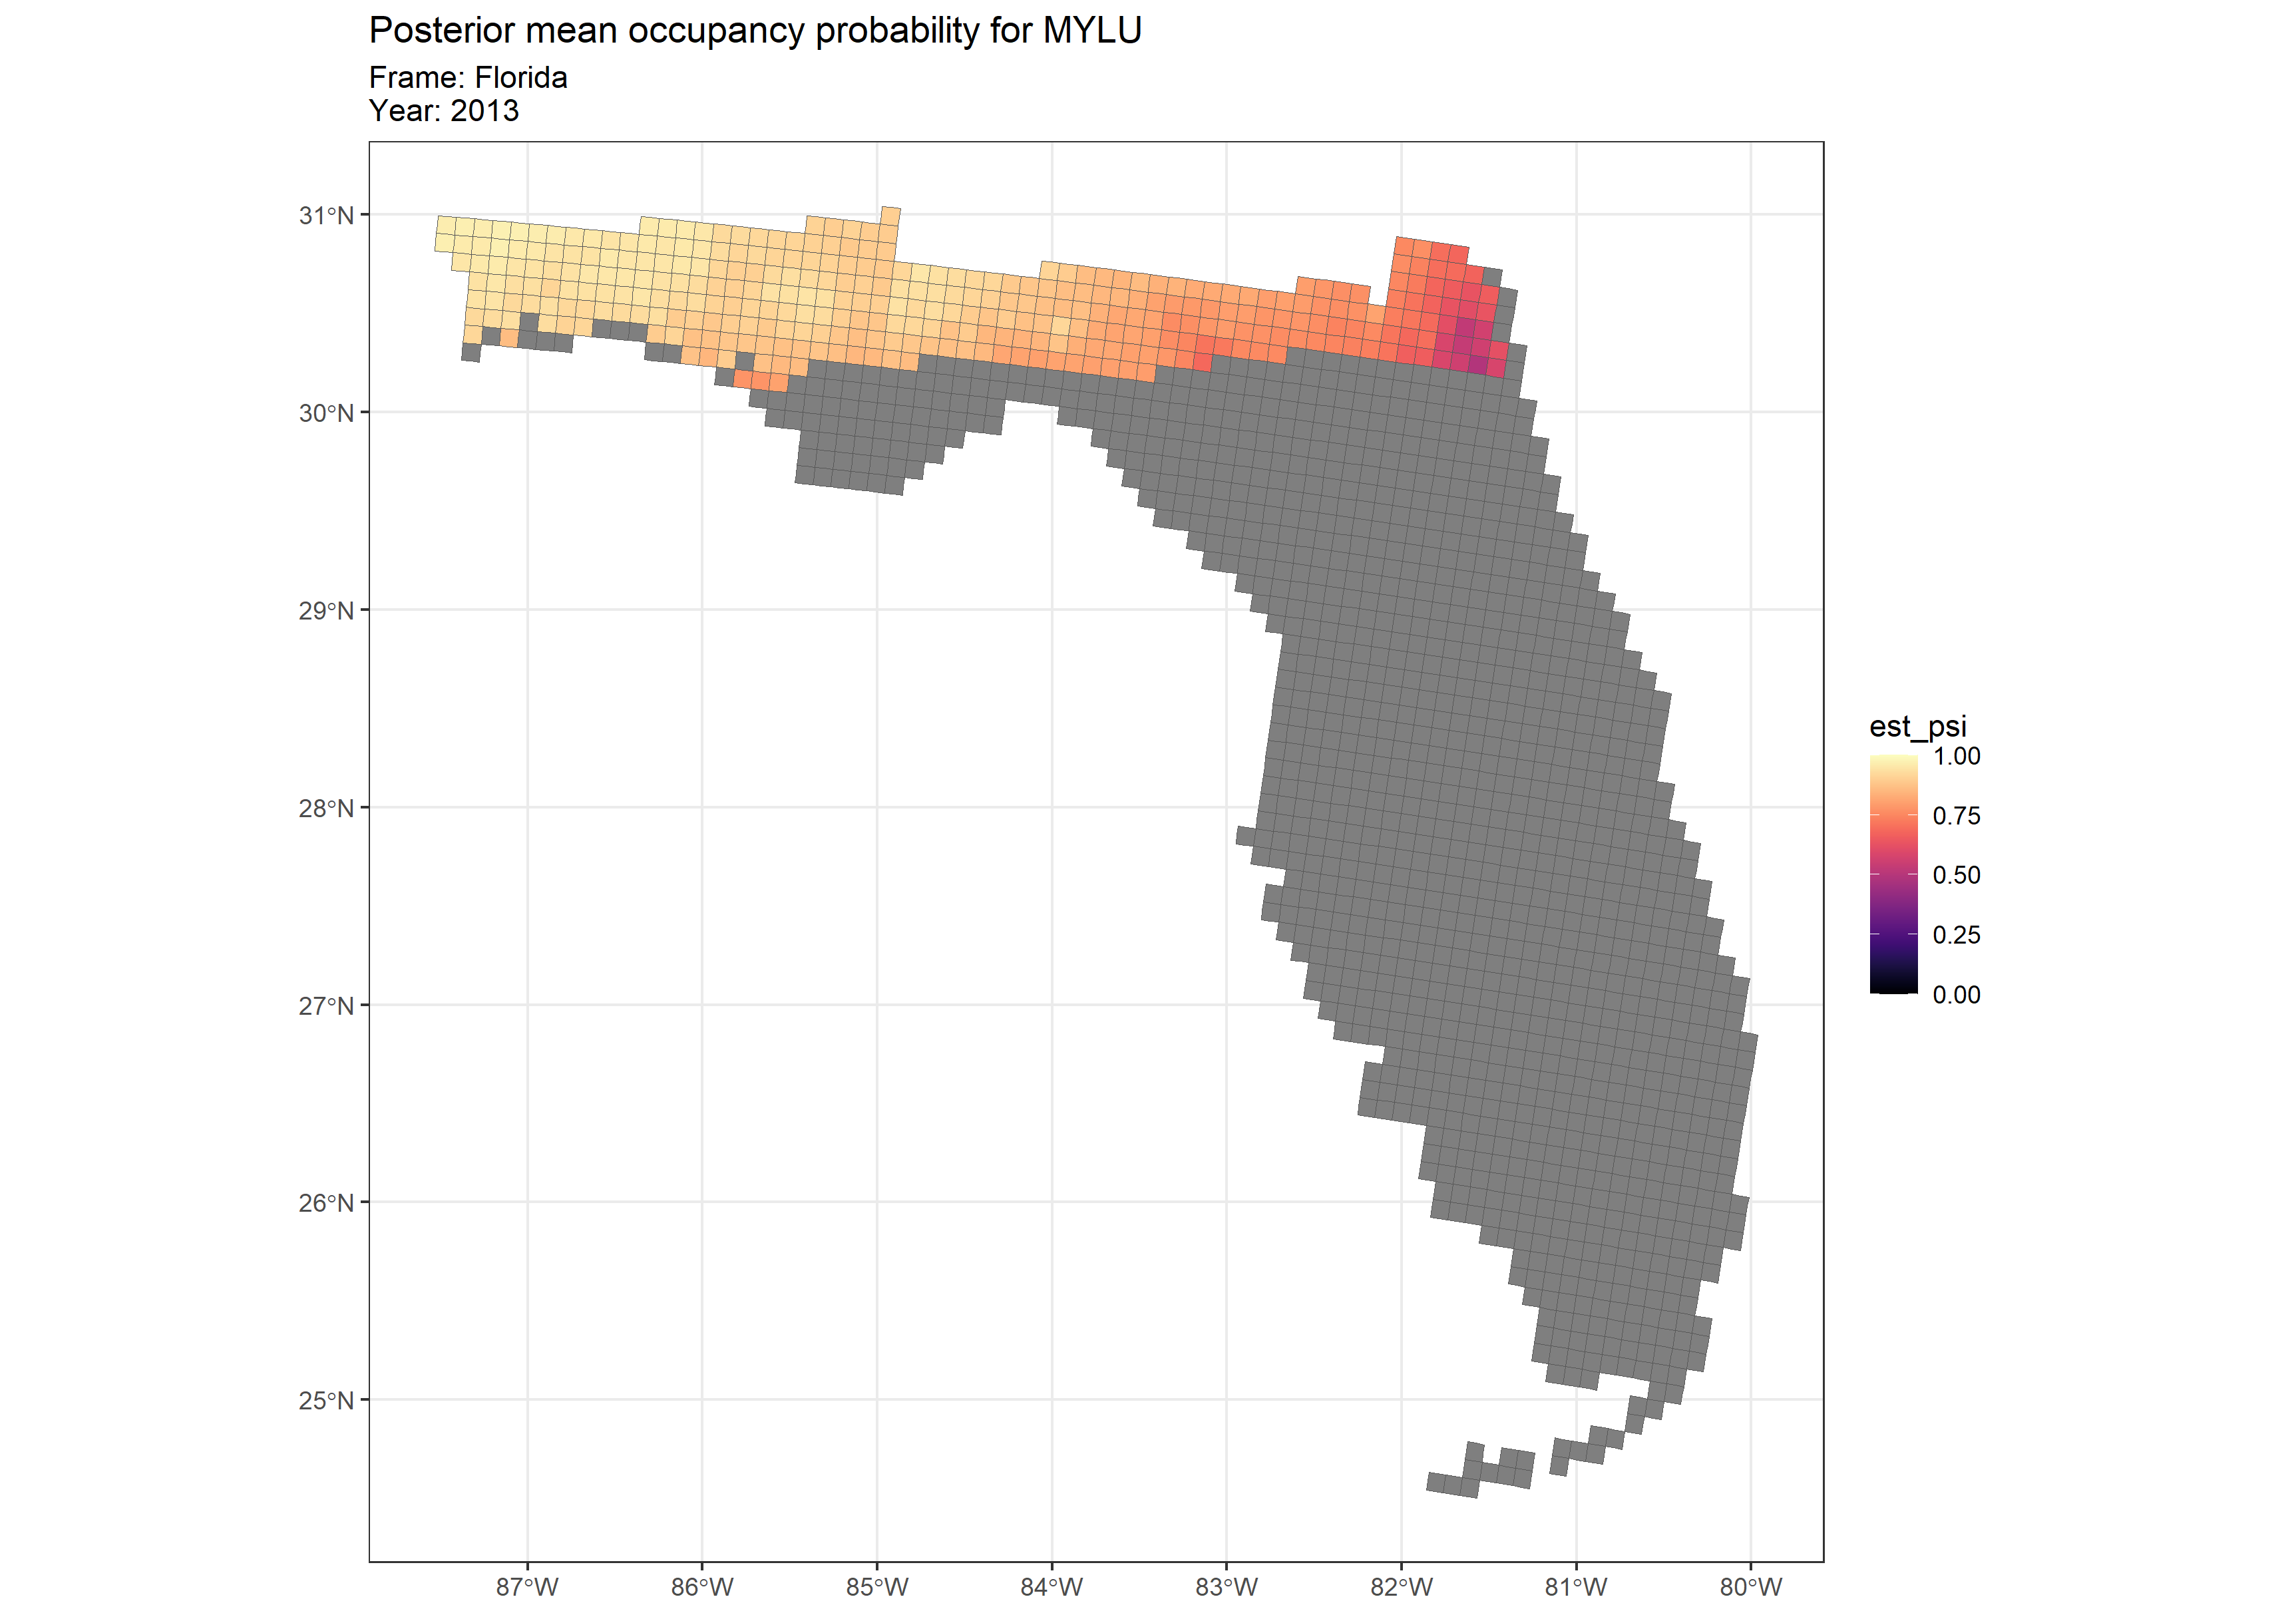 Posterior mean occupancy probability for MYLU
Frame: Florida
Year: 2013
31°N
30°N
29°N
28°N
27°N
26°N
25°N
87°W
86°W
85°W
84°W
83°W
82°W
81°W
80°W
est_psi
1.00
0.75
0.50
0.25
0.00